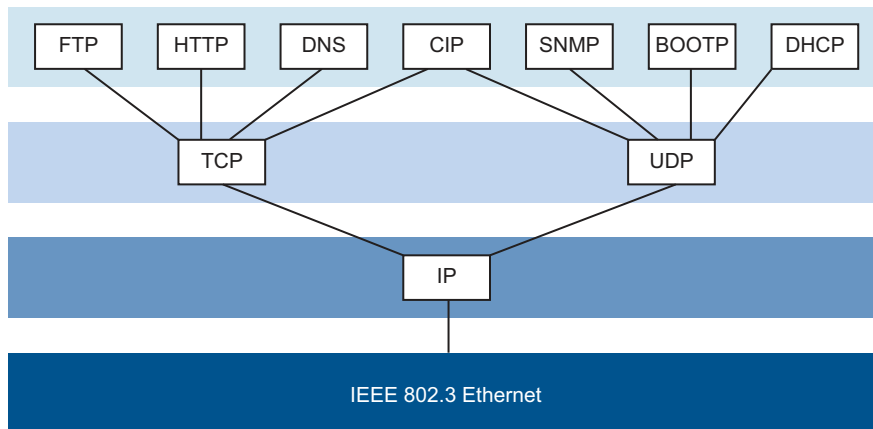 FTP
HTTP
DNS
CIP
SNMP
BOOTP
DHCP
TCP
UDP
IP
IEEE 802.3 Ethernet